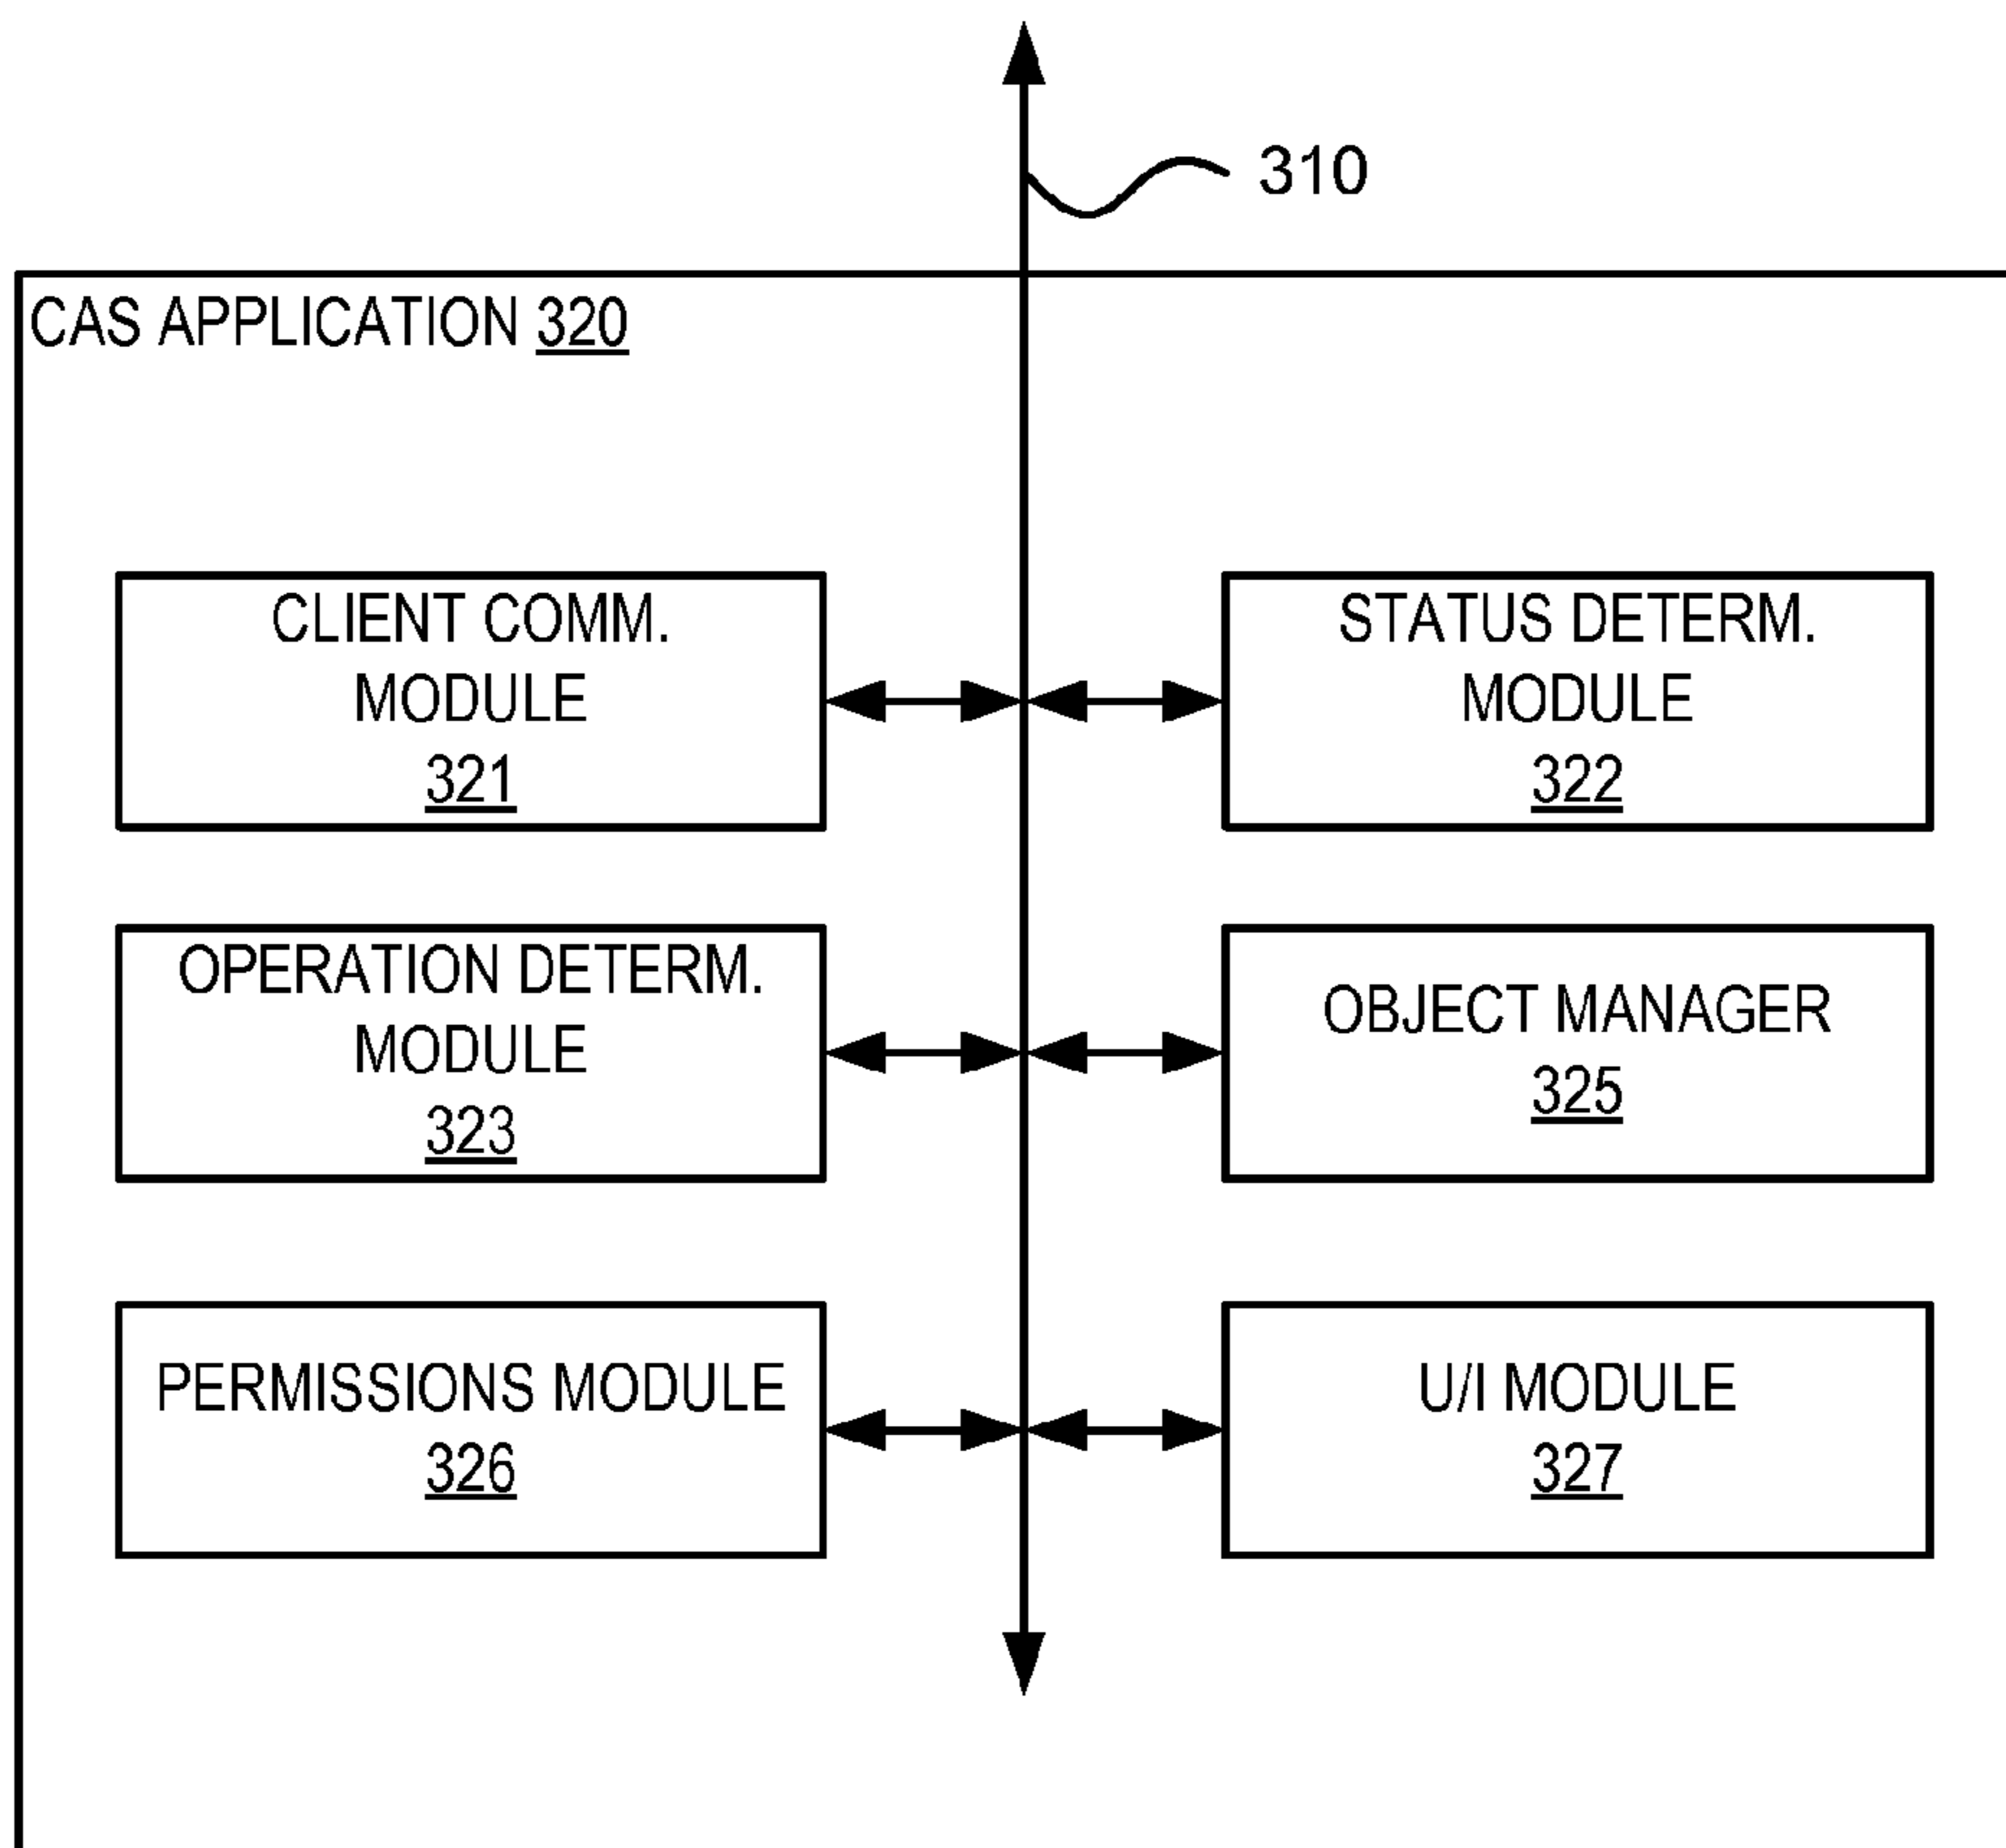 310
CAS APPLICATION 320
CLIENT COMM.
MODULE
321
STATUS DETERM.
MODULE
322
OPERATION DETERM.
MODULE
323
OBJECT MANAGER
325
PERMISSIONS MODULE
326
U/I MODULE
327